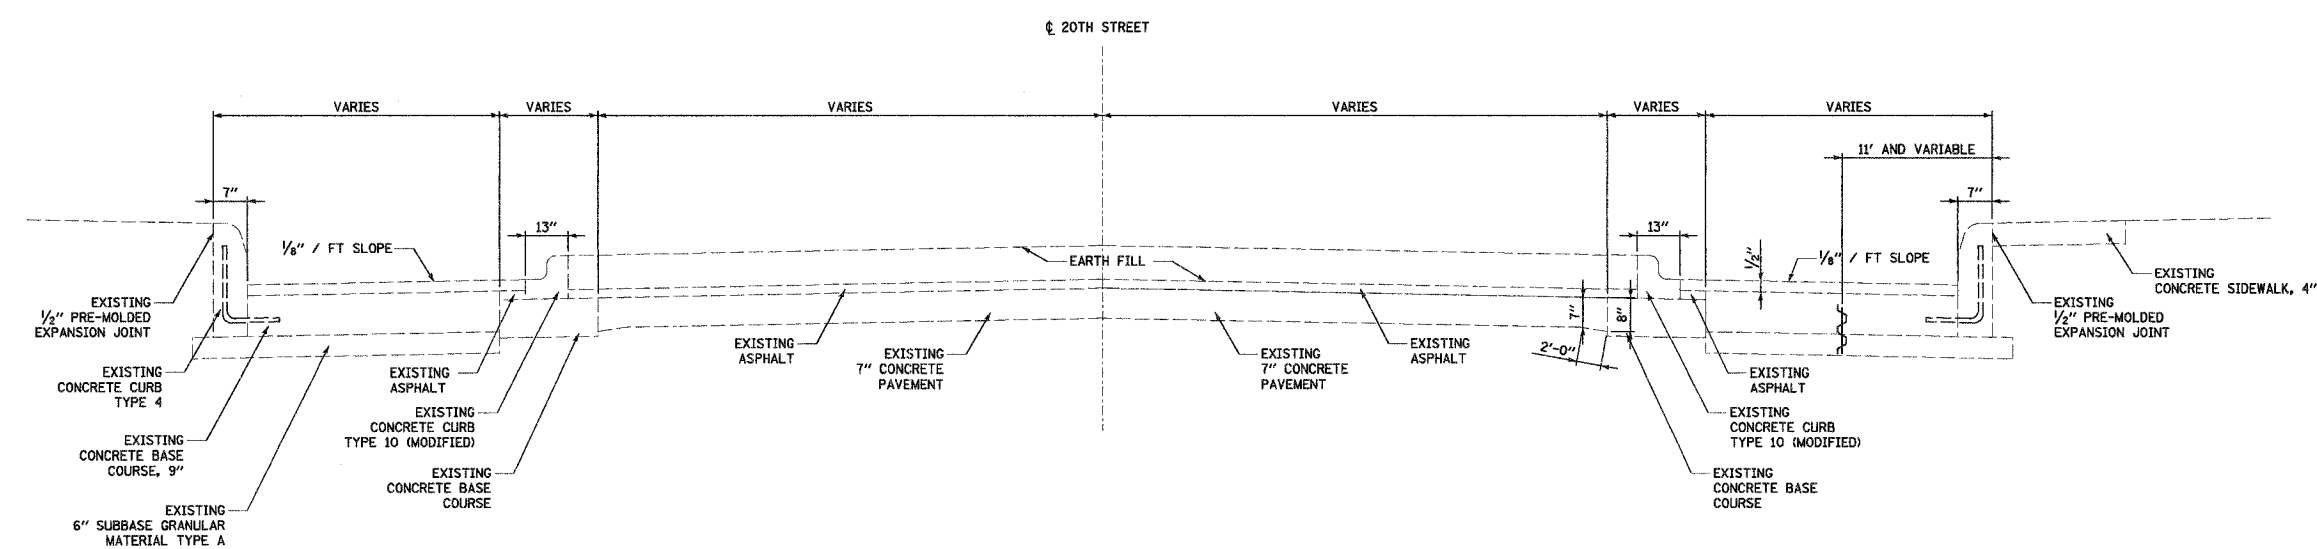 ℄ 20TH STREET
VARIES
VARIES
VARIES
VARIES
VARIES
VARIES
11' AND VARIABLE
7"
7"
13"
13"
1/8" / FT SLOPE
EARTH FILL
1/2"
1/8" / FT SLOPE
EXISTING
CONCRETE SIDEWALK, 4"
EXISTING
1/2" PRE-MOLDED
EXPANSION JOINT
EXISTING
1/2" PRE-MOLDED
EXPANSION JOINT
7"
8"
2'-0"
EXISTING
ASPHALT
EXISTING
7" CONCRETE
PAVEMENT
EXISTING
7" CONCRETE
PAVEMENT
EXISTING
ASPHALT
EXISTING
CONCRETE CURB
TYPE 4
EXISTING
ASPHALT
EXISTING
ASPHALT
EXISTING
CONCRETE CURB
TYPE 10 (MODIFIED)
EXISTING
CONCRETE CURB
TYPE 10 (MODIFIED)
EXISTING
CONCRETE BASE
COURSE, 9"
EXISTING
CONCRETE BASE
COURSE
EXISTING
CONCRETE BASE
COURSE
EXISTING
6" SUBBASE GRANULAR
MATERIAL TYPE A